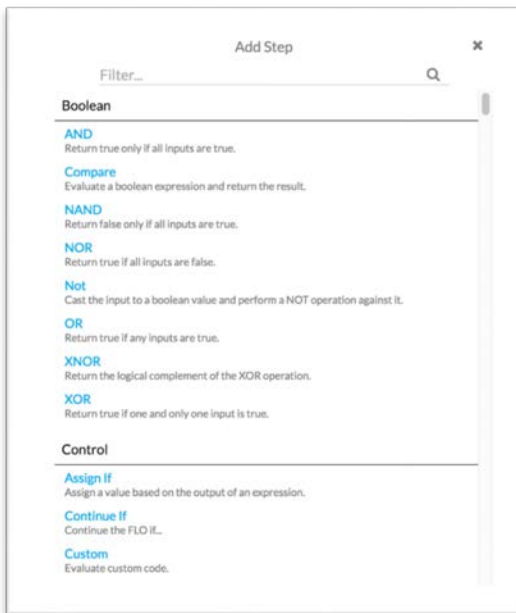 Add Step
Filter...
Boolean
AND
Return true only if all inputs are true.
Compare
Evaluate a boolean expression and return the result.
NAND
Return false only if all inputs are true.
NOR
Return true if all inputs are false.
Not
Cast the input to a boolean value and perform a NOT operation against it.
OR
Return true if any inputs are true.
XNOR
Return the logical complement of the XOR operation.
XOR
Return true if one and only one input is true.
Control
Assign If
Assign a value based on the output of an expression.
Continue If
Continue the FLO if...
Custom
Evaluate custom code.